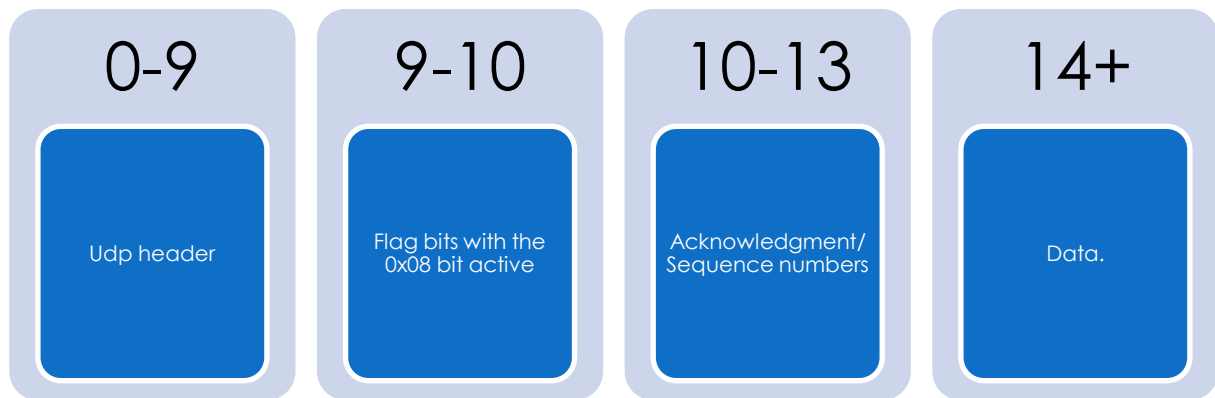 0-9
Udp header
9-10
Flag bits with the
0x08 bit active
10-13
Acknowledgment/
Sequence numbers
14+
Data.